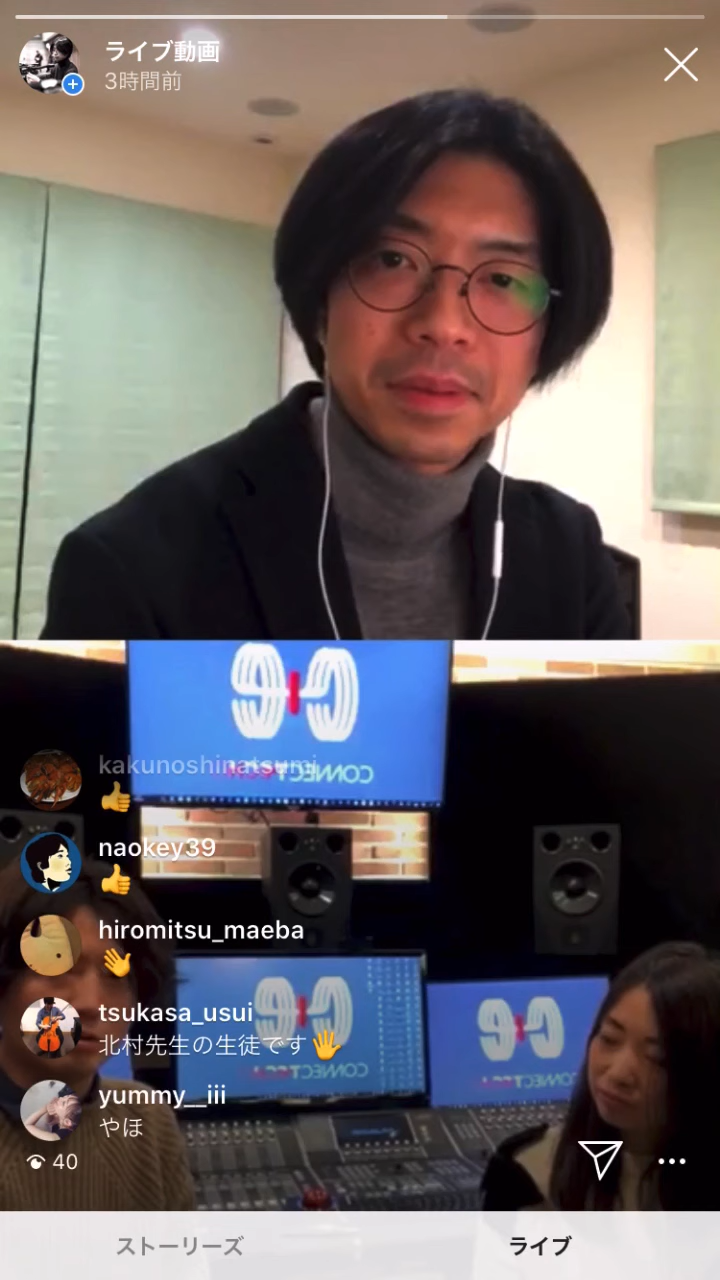 ライブ動画
3時間前
CONNECTECH
kakunoshinatsumi
👍
naokey39
👍
hiromitsu_maeba
👋
tsukasa_usui
北村先生の生徒です🖐
yummy__iii
やほ
40
ストーリーズ
ライブ